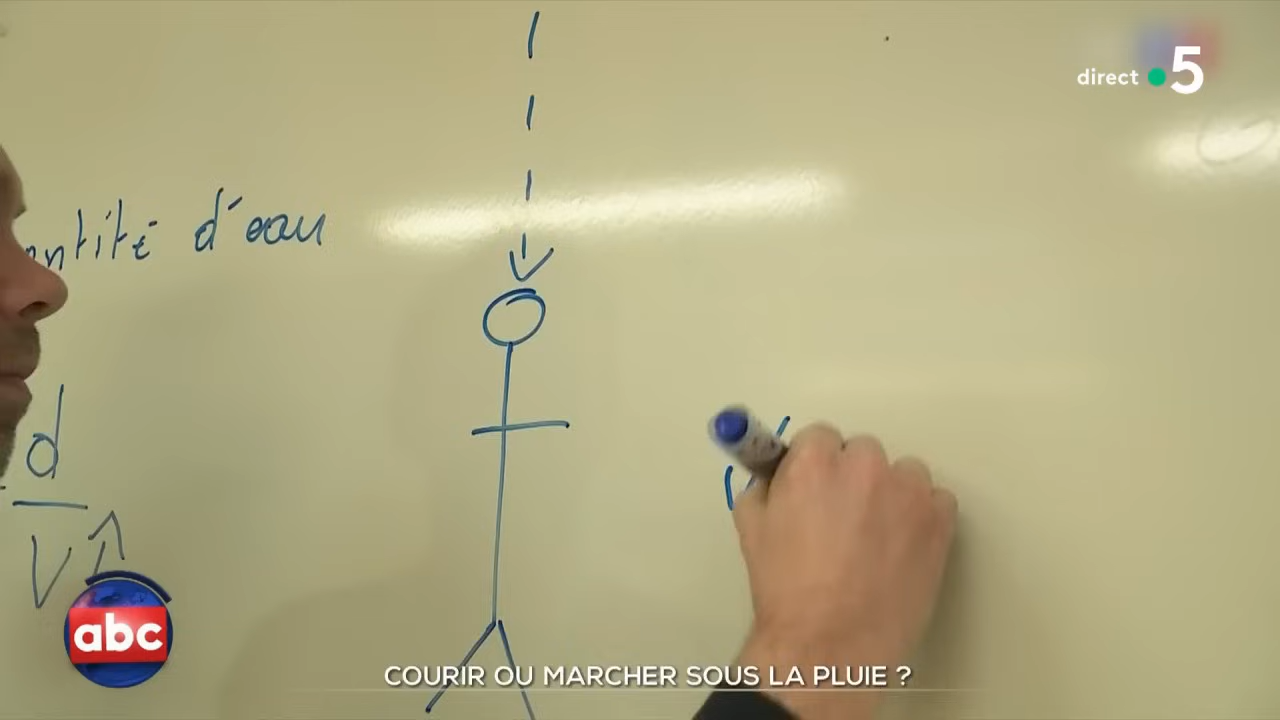 direct 5
ntité d'eau
d
V
abc
COURIR OU MARCHER SOUS LA PLUIE ?